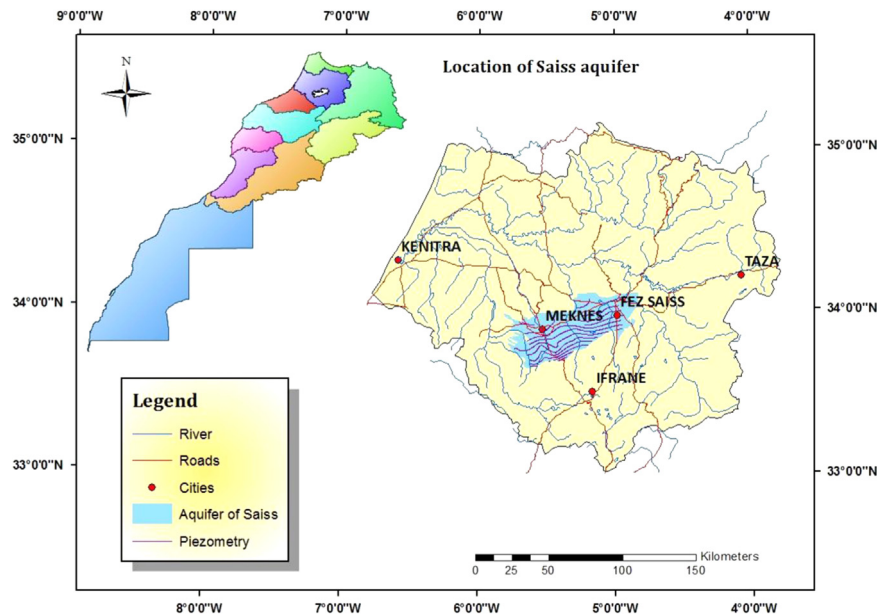 9°0'0"W 8°0'0"W 7°0'0"W 6°0'0"W 5°0'0"W 4°0'0"W
N
Location of Saiss aquifer
35°0'0"N 35°0'0"N
KENITRA
TAZA
34°0'0"N 34°0'0"N
FEZ SAISS
MEKNES
IFRANE
Legend
River
Roads
Cities
Aquifer of Saiss
Piezometry
33°0'0"N 33°0'0"N
Kilometers
0 25 50 100 150
8°0'0"W 7°0'0"W 6°0'0"W 5°0'0"W 4°0'0"W